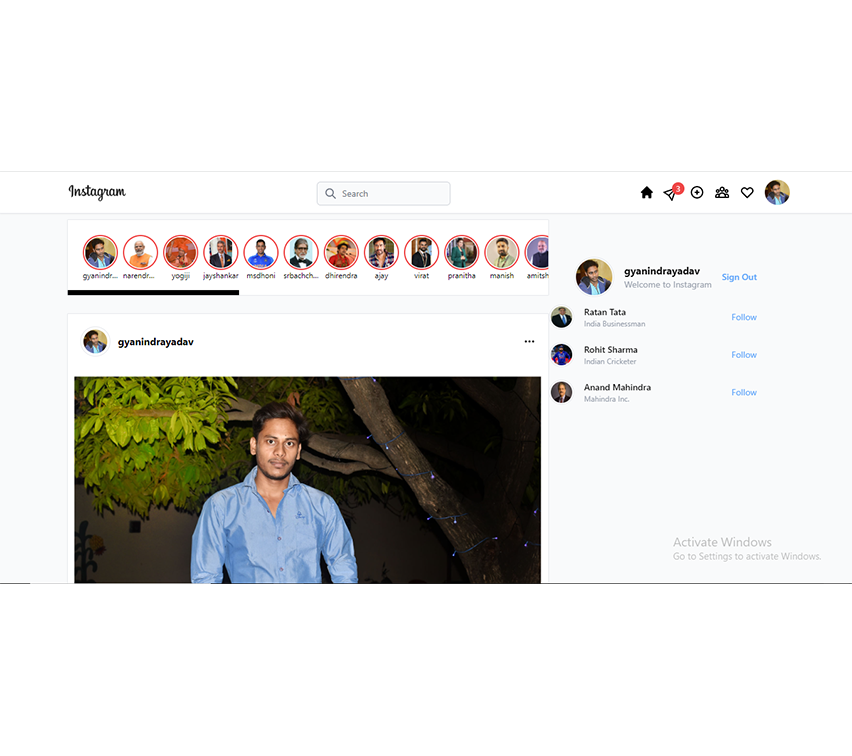 Instagram
Search
3
gyanindr...
narendr...
yogiji
jayshankar
msdhoni
srbachch...
dhirendra
ajay
virat
pranitha
manish
amitsh
gyanindrayadav
Sign Out
Welcome to Instagram
Ratan Tata
India Businessman
Follow
Rohit Sharma
Indian Cricketer
Follow
Anand Mahindra
Mahindra Inc.
Follow
gyanindrayadav
Activate Windows
Go to Settings to activate Windows.